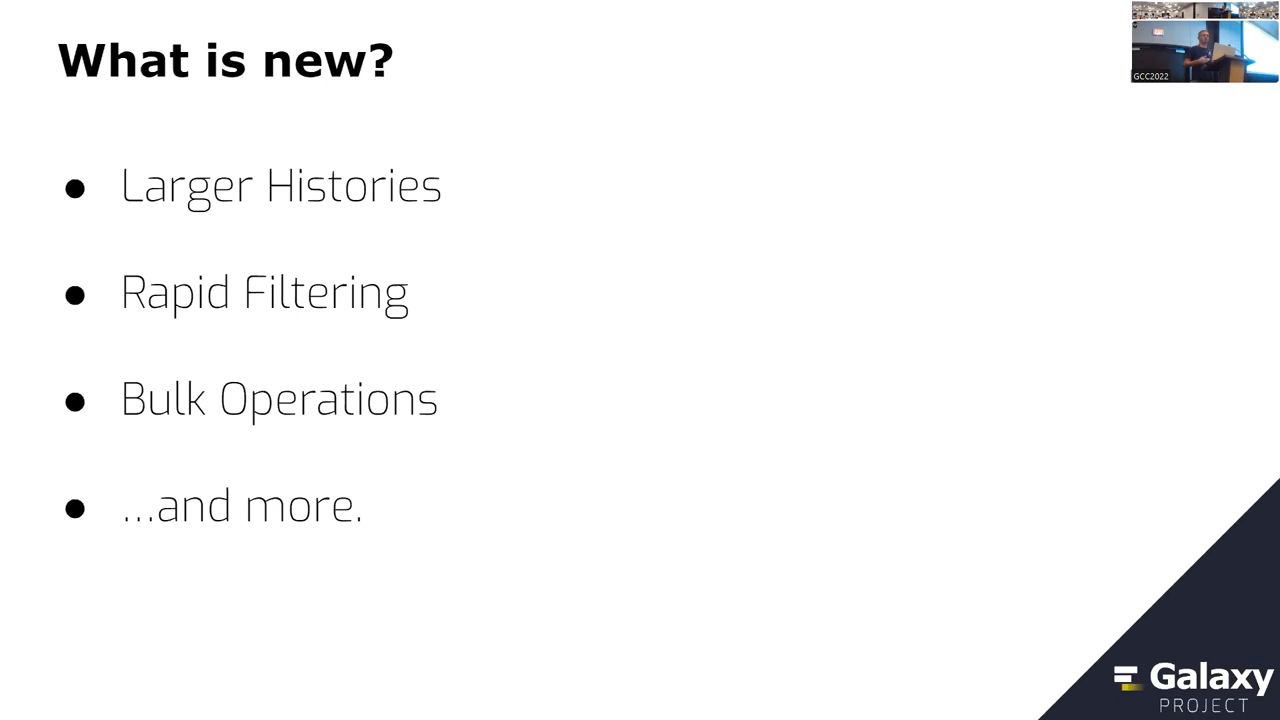 What is new?
GCC2022
● Larger Histories
● Rapid Filtering
● Bulk Operations
● ...and more.
Galaxy
PROJECT